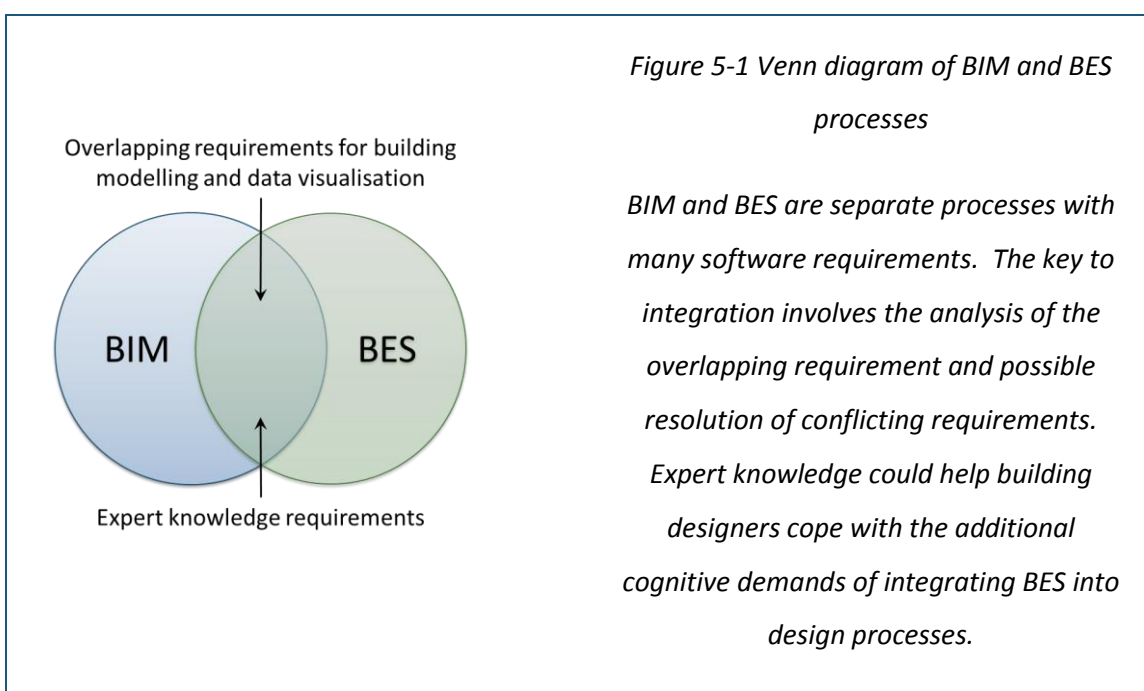 Figure 5-1 Venn diagram of BIM and BES
processes
Overlapping requirements for building
modelling and data visualisation
BIM
BES
Expert knowledge requirements
BIM and BES are separate processes with
many software requirements.  The key to
integration involves the analysis of the
overlapping requirement and possible
resolution of conflicting requirements.
Expert knowledge could help building
designers cope with the additional
cognitive demands of integrating BES into
design processes.